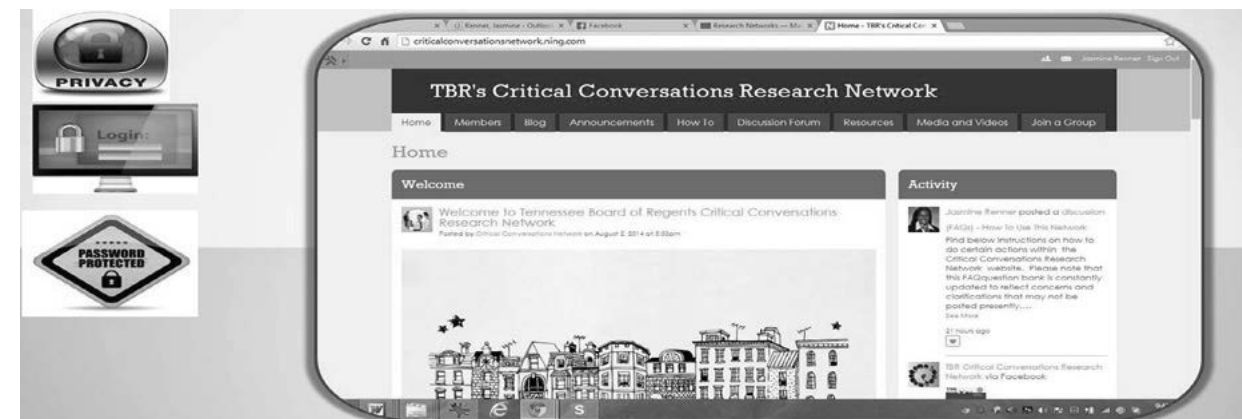 PRIVACY
Login:
PASSWORD
PROTECTED
Facebook
Research Networks — M
Home - TBR's Critical Co
criticalconversationsnetwork.ning.com
Jasmine Renner Sign Out
TBR's Critical Conversations Research Network
Home Members Blog Announcements How To Discussion Forum Resources Media and Videos Join a Group
Home
Welcome
Welcome to Tennessee Board of Regents Critical Conversations
Research Network
Posted by Critical Conversations Network on August 2, 2014 at
Activity
Jasmine Renner posted a discussion
(FAQs) - How To Use This Network
Find below instructions on how to
do certain actions within the
Critical Conversations Research
Network website. Please note that
this FAQquestion bank is constantly
updated to reflect concerns and
clarifications that may not be
posted presently....
See More
21 hours ago
TBR Critical Conversations Research
Network via Facebook